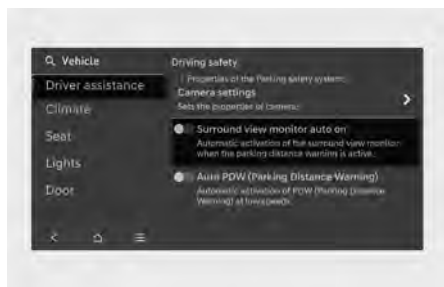 Vehicle
Driver assistance
Climate
Seat
Lights
Door
Driving safety
Properties of the Parking safety system.
Camera settings
Sets the properties of camera.
Surround view monitor auto on
Automatic activation of the surround view monitor
when the parking distance warning is active.
Auto PDW (Parking Distance Warning)
Automatic activation of PDW (Parking Distance
Warning) at low speeds.